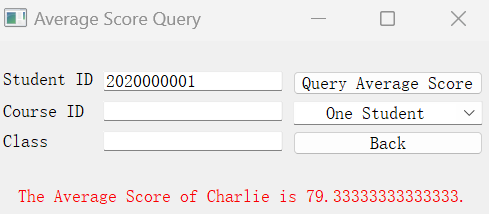 Average Score Query
Student ID 2020000001 Query Average Score
Course ID One Student
Class Back
The Average Score of Charlie is 79.33333333333333.